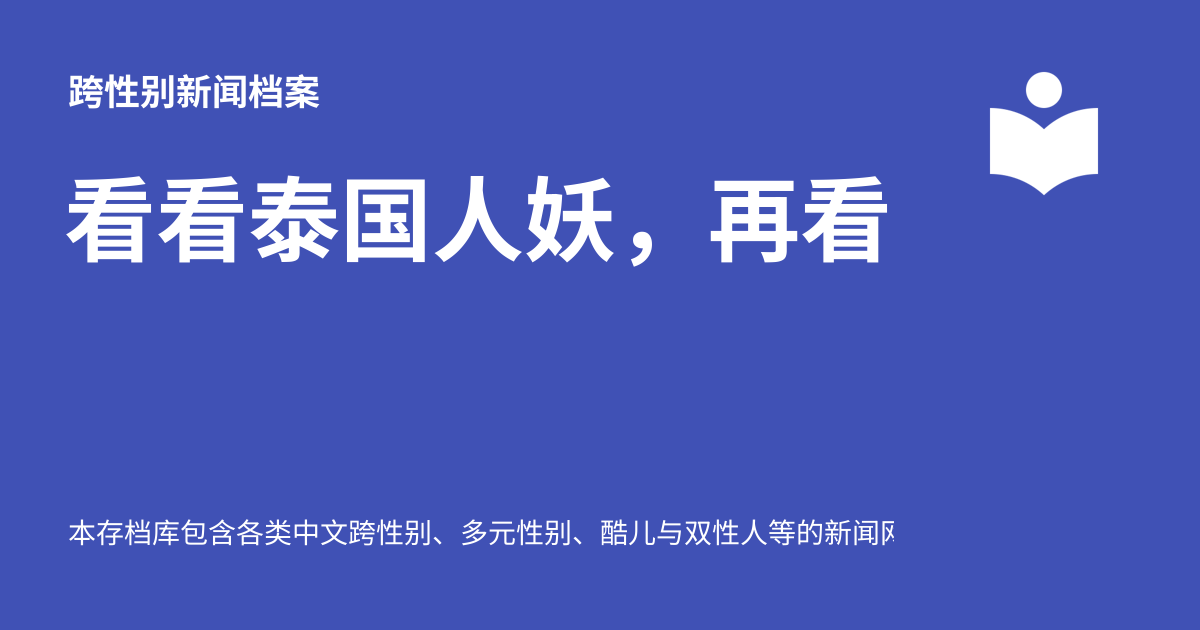 跨性别新闻档案
看看泰国人妖，再看
本存档库包含各类中文跨性别、多元性别、酷儿与双性人等的新闻网